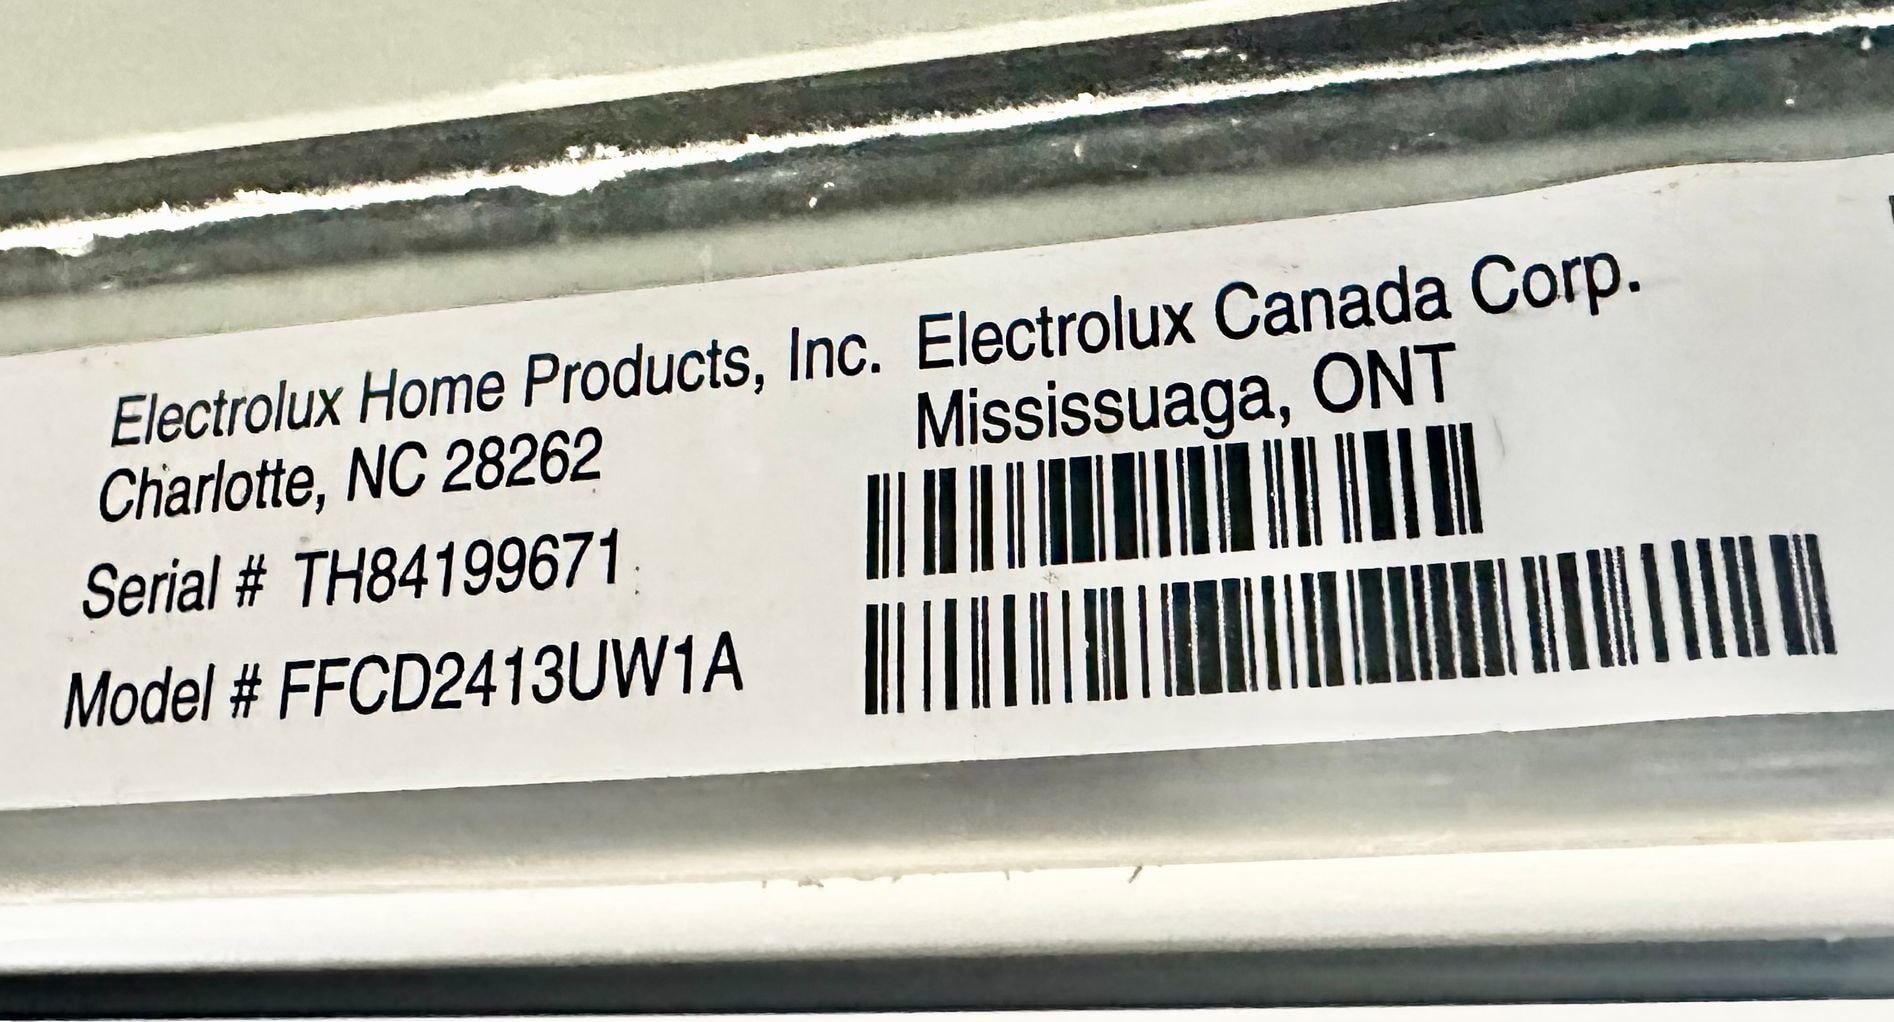 Electrolux Home Products, Inc.
Charlotte, NC 28262
Serial # TH84199671
Model # FFCD2413UW1A
Electrolux Canada Corp.
Mississuaga, ONT